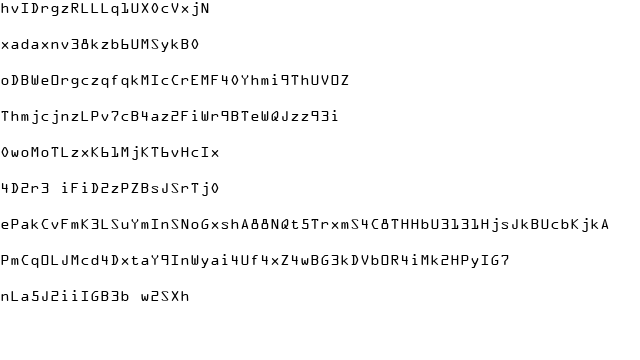 hvIDrgzRLLLq1UX0cVxjN
xadaxnv38kzb6UMSykB0
oDBWeOrgczqfqkMIcCrEMF40Yhmi9ThUVOZ
ThmjcjnzLPv7cB4az2FiWr9BTeWQJzz93i
0woMoTLzxK61MjKT6vHcIx
4D2r3 iFiD2zPZBsJSrTj0
ePakCvFmK3LSuYmInSNoGxshA88NQt5TrxmS4C8THHbU3131HjsJkBUcbKjkA
PmCqOLJMcd4DxtaY9InWyai4Uf4xZ4wBG3kDVbOR4iMk2HPyIG7
nLa5J2iiIGB3b w2SXh